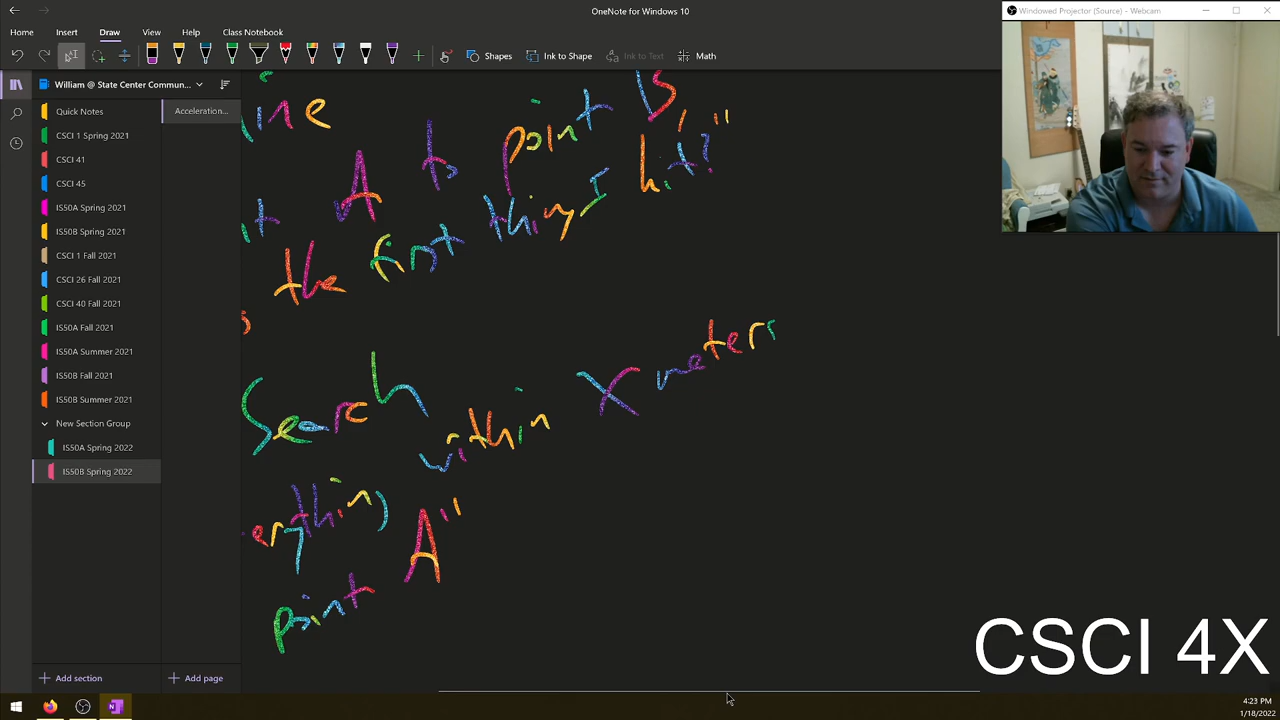 OneNote for Windows 10
Windowed Projector (Source) - Webcam
Home Insert Draw View Help Class Notebook
Shapes Ink to Shape Ink to Text Math
William @ State Center Commun...
Quick Notes
CSCI 1 Spring 2021
CSCI 41
CSCI 45
IS50A Spring 2021
IS50B Spring 2021
CSCI 1 Fall 2021
CSCI 26 Fall 2021
CSCI 40 Fall 2021
IS50A Fall 2021
IS50A Summer 2021
IS50B Fall 2021
IS50B Summer 2021
New Section Group
IS50A Spring 2022
IS50B Spring 2022
Add section
Acceleration...
Add page
ine
A to point B,
the first thing I hit?"
Search
within X meters
erything
point A"
CSCI 4X
4:23 PM
1/18/2022